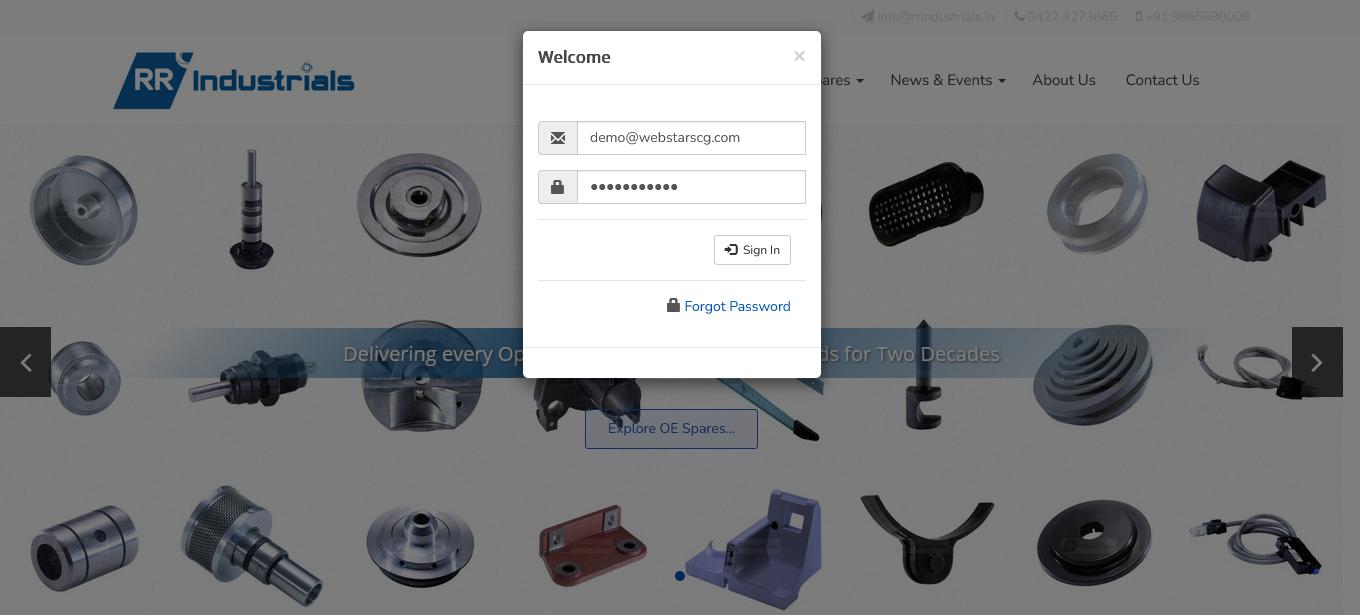 info@rrindustrials.in 0422 4273665 +91 9865690009
RR Industrials
ares News & Events About Us Contact Us
Welcome
×
demo@webstarscg.com
•••••••••••
Sign In
Forgot Password
Delivering every Op ds for Two Decades
Explore OE Spares...